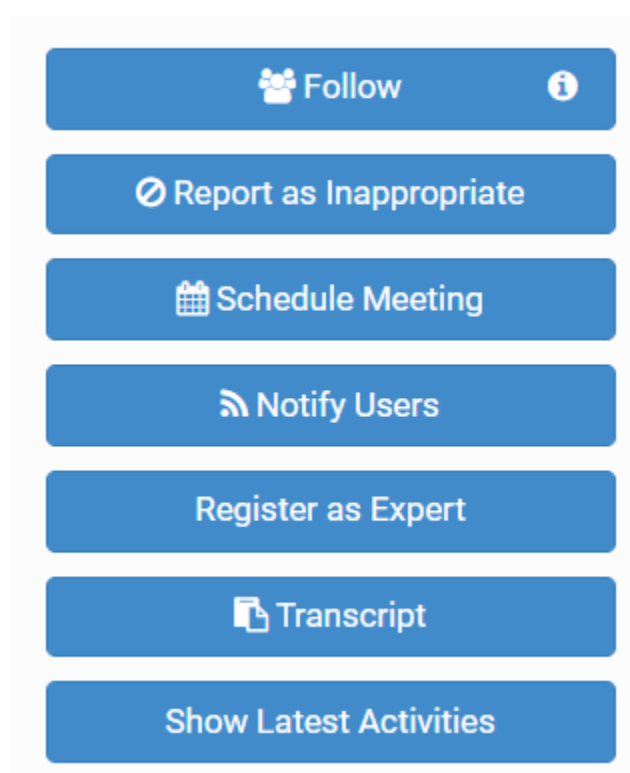 Follow
Report as Inappropriate
Schedule Meeting
Notify Users
Register as Expert
Transcript
Show Latest Activities